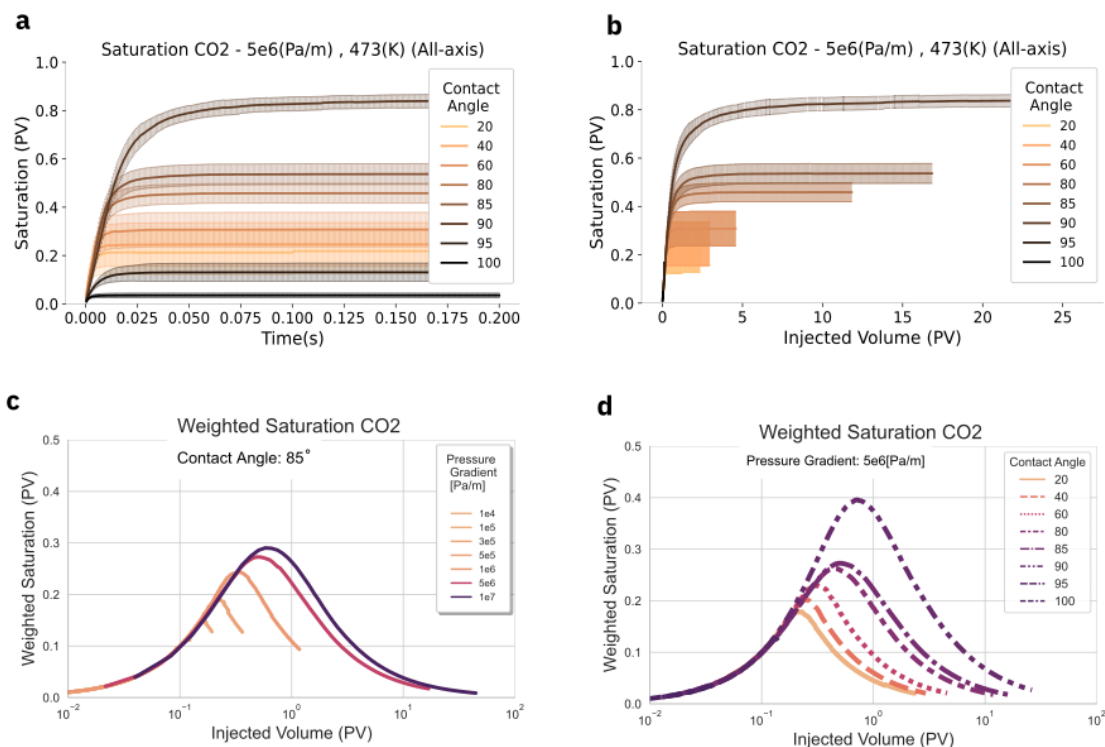 a
Saturation CO2 - 5e6(Pa/m) , 473(K) (All-axis)
Saturation (PV)
1.0
0.8
0.6
0.4
0.2
0.0
0.000 0.025 0.050 0.075 0.100 0.125 0.150 0.175 0.200
Time(s)
Contact
Angle
20
40
60
80
85
90
95
100
b
Saturation CO2 - 5e6(Pa/m) , 473(K) (All-axis)
Saturation (PV)
1.0
0.8
0.6
0.4
0.2
0.0
0 5 10 15 20 25
Injected Volume (PV)
Contact
Angle
20
40
60
80
85
90
95
100
c
Weighted Saturation CO2
Contact Angle: 85°
Weighted Saturation (PV)
0.5
0.4
0.3
0.2
0.1
0.0
10⁻² 10⁻¹ 10⁰ 10¹ 10²
Injected Volume (PV)
Pressure
Gradient
[Pa/m]
1e4
1e5
3e5
5e5
1e6
5e6
1e7
d
Weighted Saturation CO2
Pressure Gradient: 5e6[Pa/m]
Weighted Saturation (PV)
0.5
0.4
0.3
0.2
0.1
0.0
10⁻² 10⁻¹ 10⁰ 10¹ 10²
Injected Volume (PV)
Contact Angle
20
40
60
80
85
90
95
100